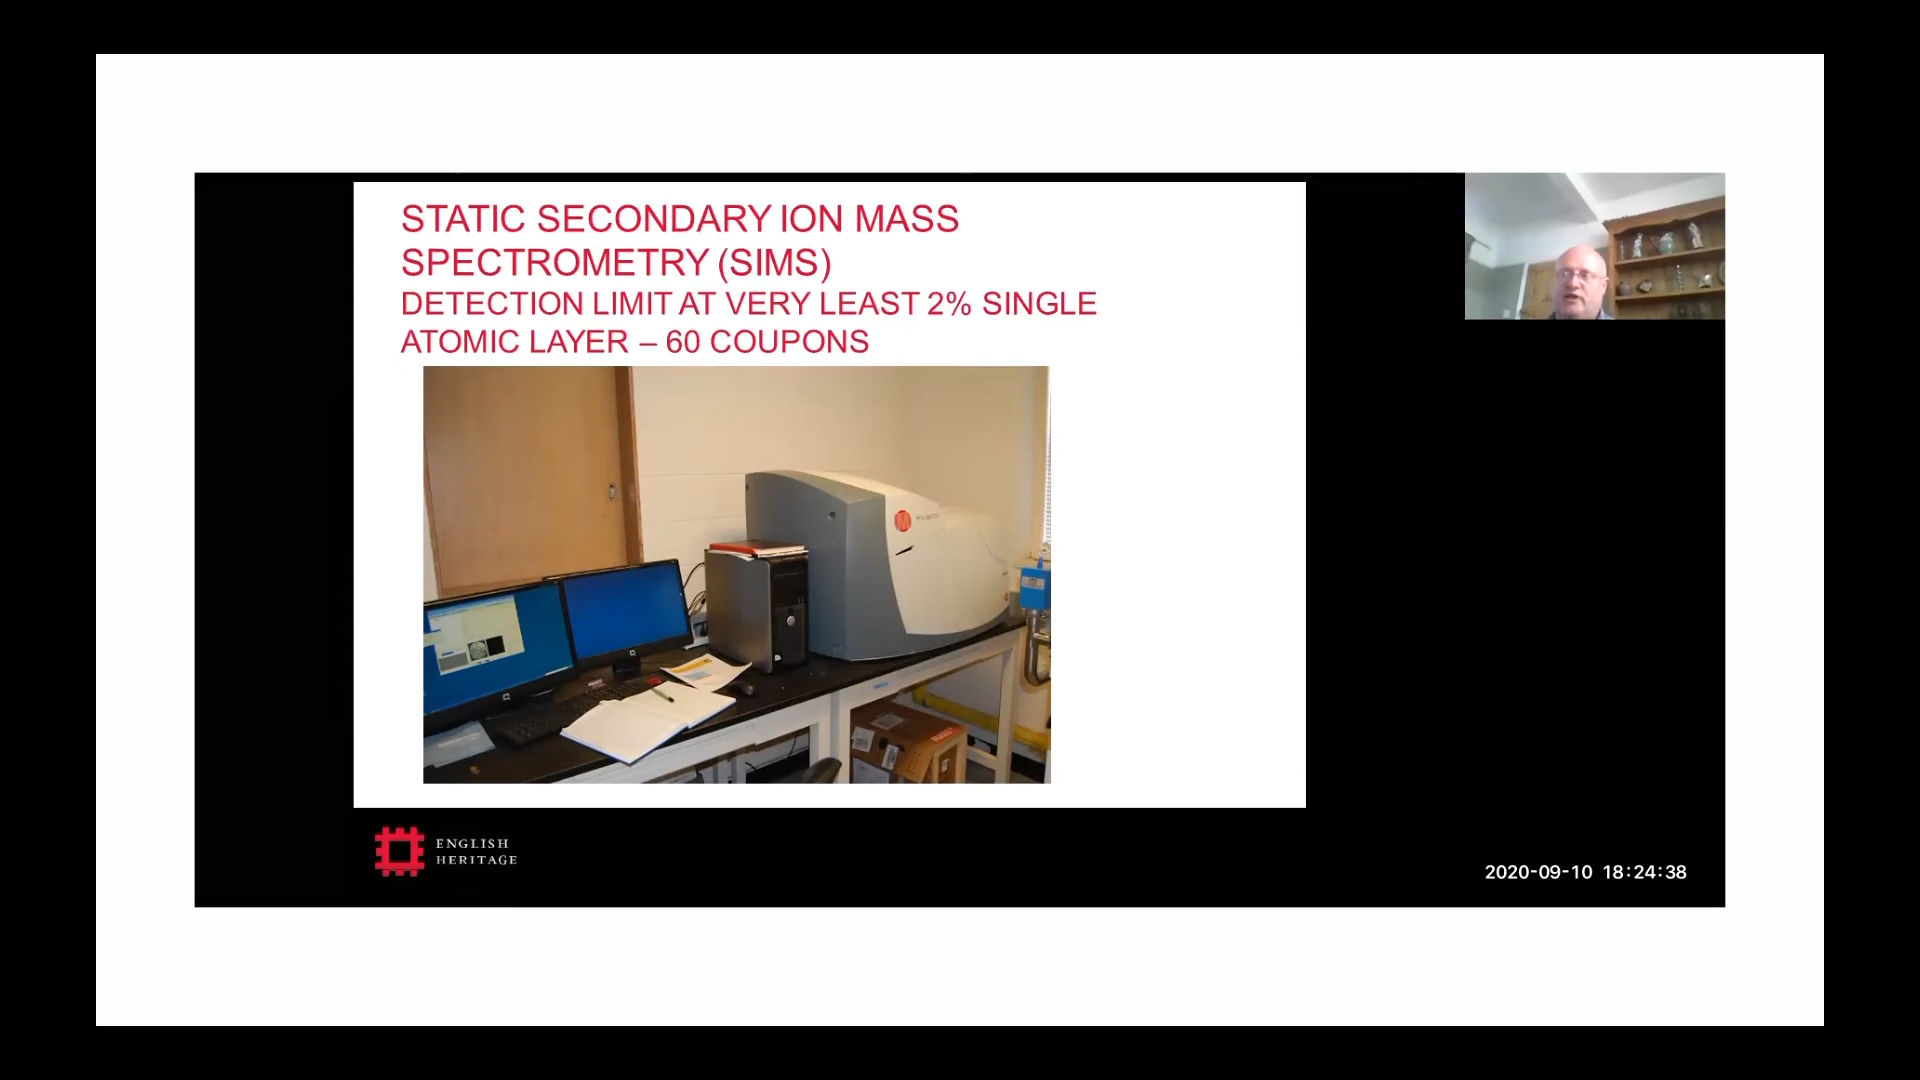 STATIC SECONDARY ION MASS
SPECTROMETRY (SIMS)
DETECTION LIMIT AT VERY LEAST 2% SINGLE
ATOMIC LAYER – 60 COUPONS
ENGLISH
HERITAGE
2020-09-10 18:24:38